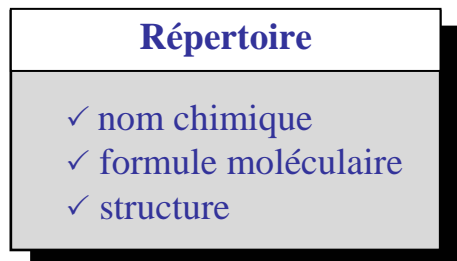 Répertoire
✓ nom chimique
✓ formule moléculaire
✓ structure